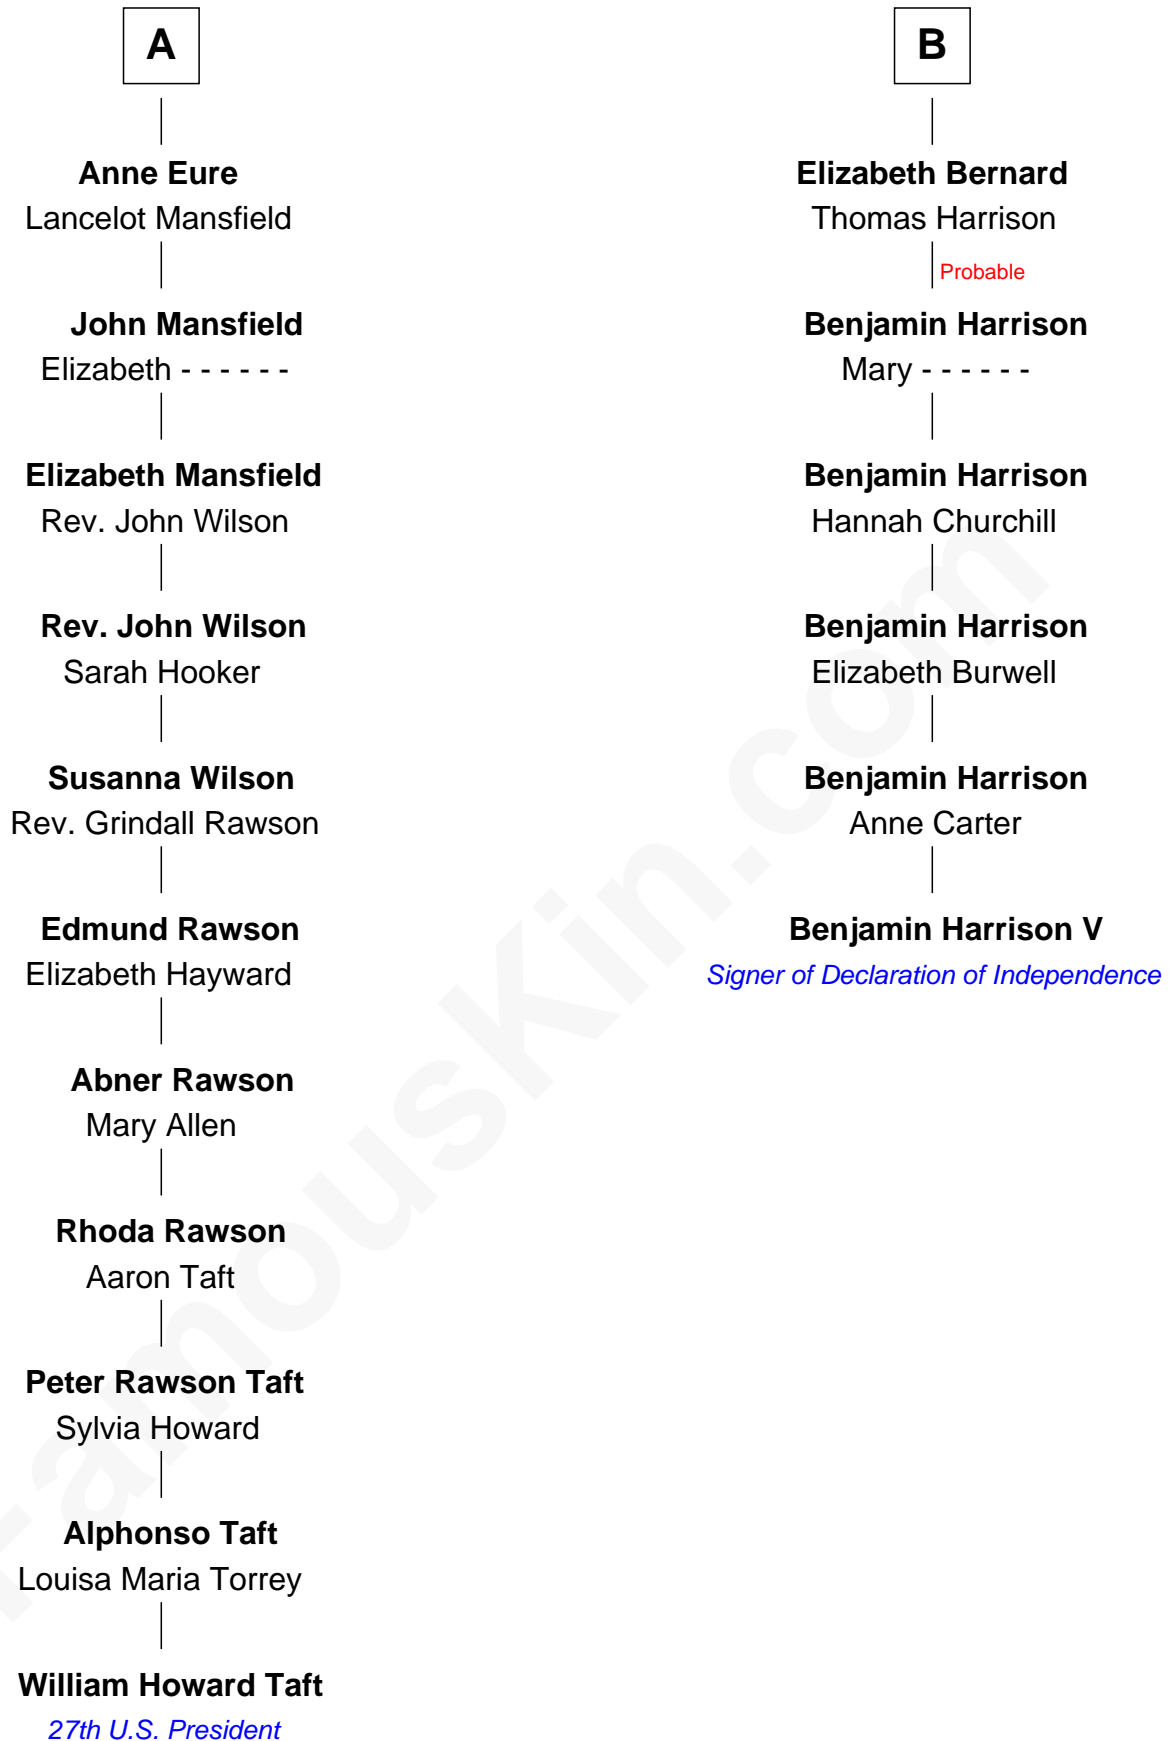 A
Anne Eure
Lancelot Mansfield
John Mansfield
Elizabeth - - - - - -
Elizabeth Mansfield
Rev. John Wilson
Rev. John Wilson
Sarah Hooker
Susanna Wilson
Rev. Grindall Rawson
Edmund Rawson
Elizabeth Hayward
Abner Rawson
Mary Allen
Rhoda Rawson
Aaron Taft
Peter Rawson Taft
Sylvia Howard
Alphonso Taft
Louisa Maria Torrey
William Howard Taft
27th U.S. President
B
Elizabeth Bernard
Thomas Harrison
Probable
Benjamin Harrison
Mary - - - - - -
Benjamin Harrison
Hannah Churchill
Benjamin Harrison
Elizabeth Burwell
Benjamin Harrison
Anne Carter
Benjamin Harrison V
Signer of Declaration of Independence
FamousKin.com